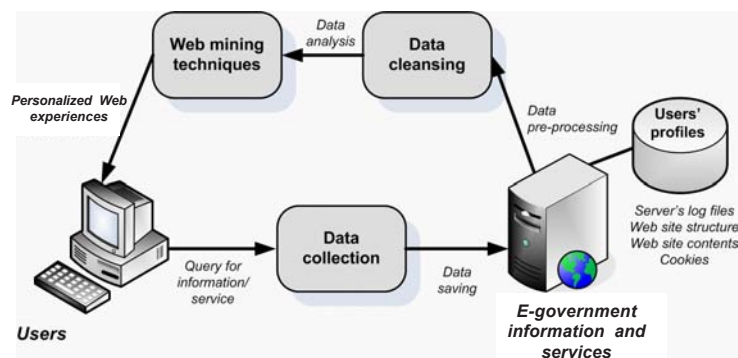 Web mining
techniques
Data
analysis
Data
cleansing
Personalized Web
experiences
Data
pre-processing
Users'
profiles
Server's log files
Web site structure
Web site contents
Cookies
Query for
information/
service
Data
collection
Data
saving
Users
E-government
information and
services